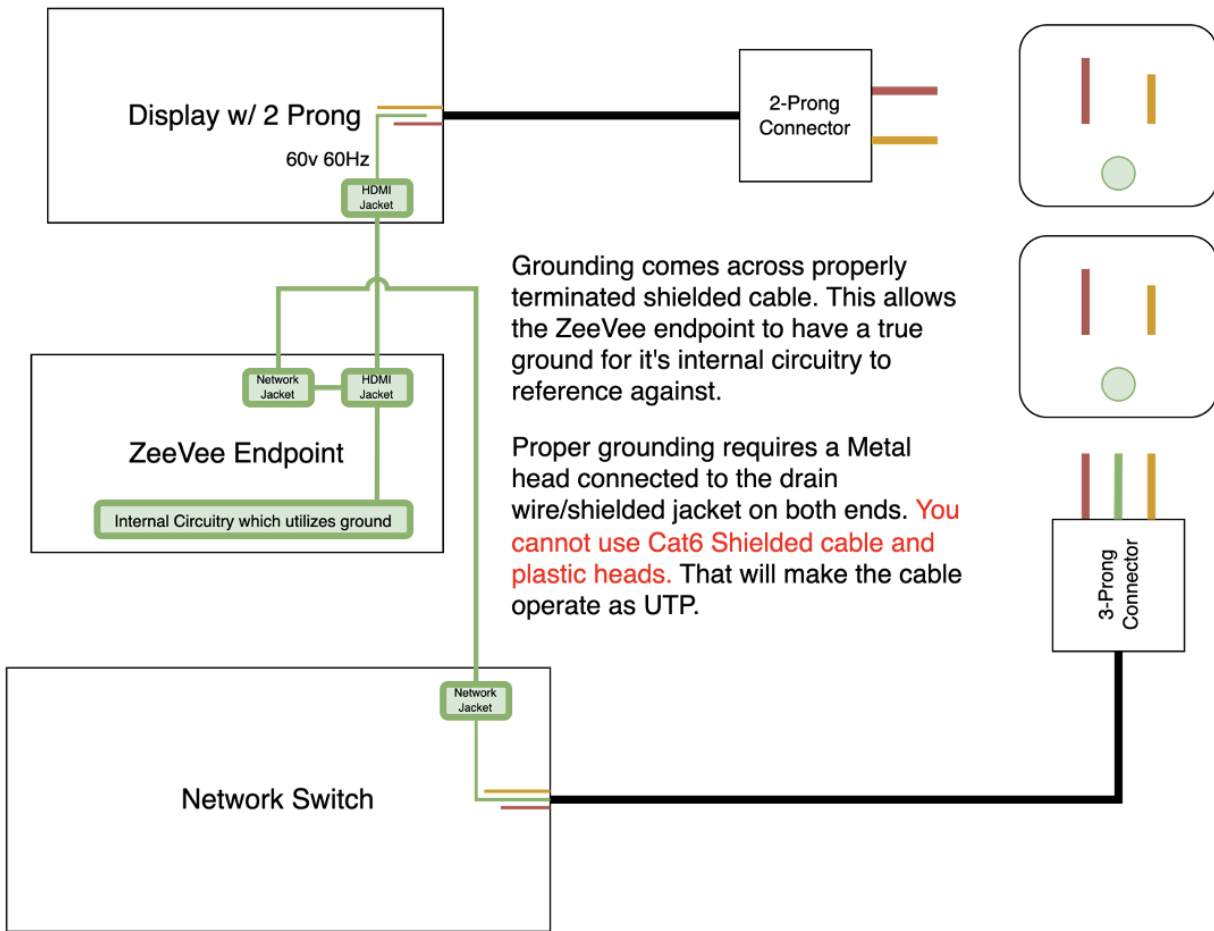 Display w/ 2 Prong
60v 60Hz
HDMI
Jacket
2-Prong
Connector
Grounding comes across properly
terminated shielded cable. This allows
the ZeeVee endpoint to have a true
ground for it's internal circuitry to
reference against.
Proper grounding requires a Metal
head connected to the drain
wire/shielded jacket on both ends. You
cannot use Cat6 Shielded cable and
plastic heads. That will make the cable
operate as UTP.
Network
Jacket
HDMI
Jacket
ZeeVee Endpoint
Internal Circuitry which utilizes ground
3-Prong
Connector
Network
Jacket
Network Switch